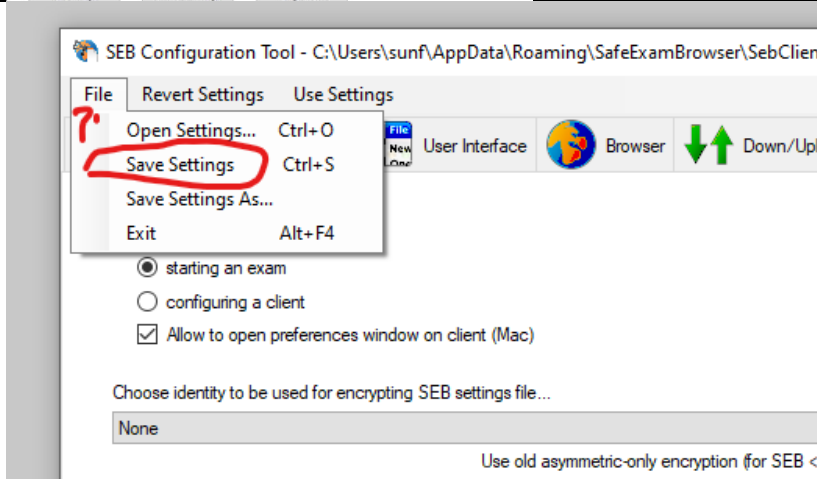 SEB Configuration Tool - C:\Users\sunf\AppData\Roaming\SafeExamBrowser\SebClien
File Revert Settings Use Settings
?
Open Settings... Ctrl+O
Save Settings Ctrl+S
Save Settings As...
Exit Alt+F4
File
New
One
User Interface
Browser
Down/Upl
starting an exam
configuring a client
Allow to open preferences window on client (Mac)
Choose identity to be used for encrypting SEB settings file...
None
Use old asymmetric-only encryption (for SEB <